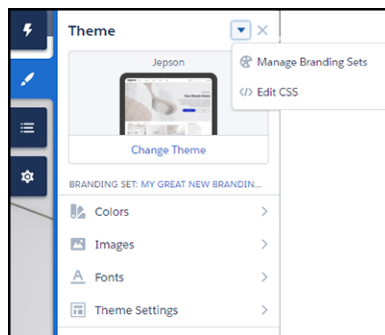 Theme
Jepson
Manage Branding Sets
Edit CSS
Change Theme
BRANDING SET: MY GREAT NEW BRANDIN...
Colors
Images
Fonts
Theme Settings